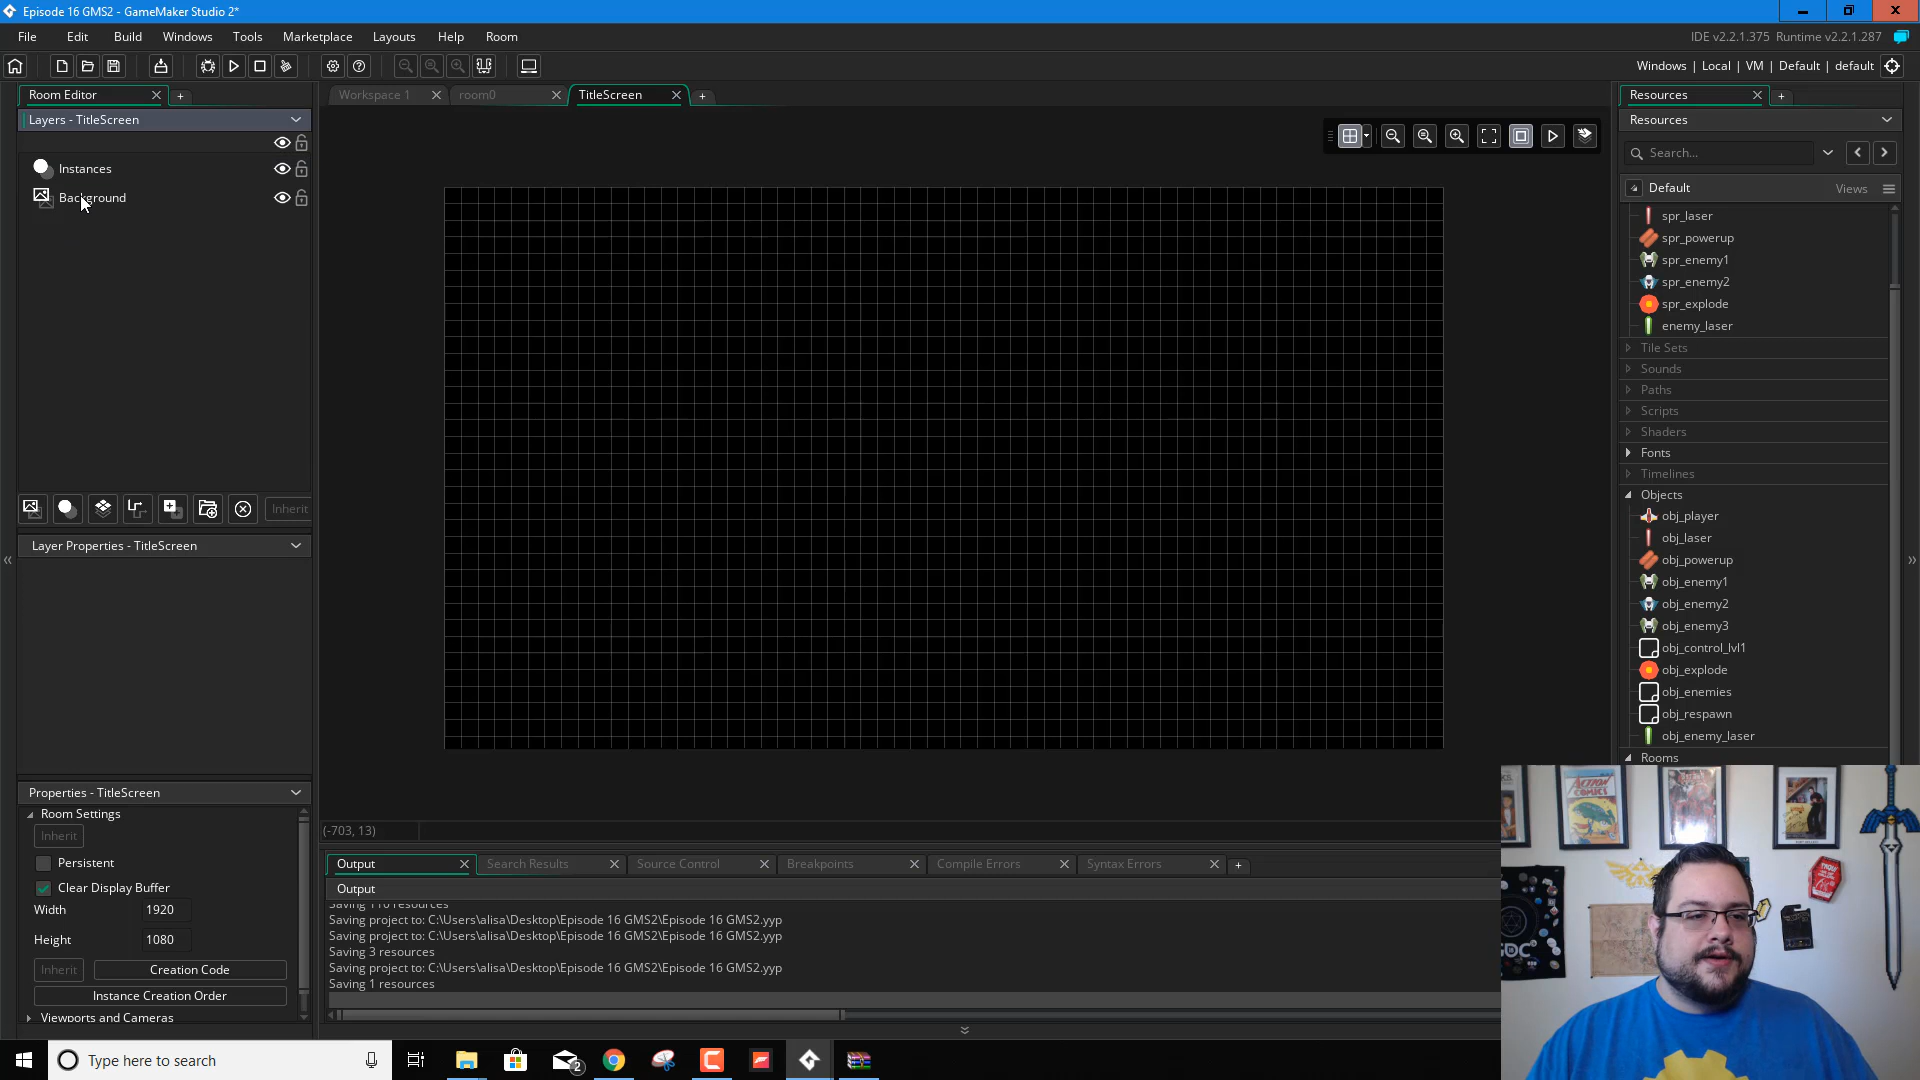 Episode 16 GMS2 - GameMaker Studio 2*
File Edit Build Windows Tools Marketplace Layouts Help Room
IDE v2.2.1.375 Runtime v2.2.1.287
Windows | Local | VM | Default | default
Room Editor
Workspace 1
room0
TitleScreen
Resources
Layers - TitleScreen
Resources
Search...
Instances
Background
Default
Views
spr_laser
spr_powerup
spr_enemy1
spr_enemy2
spr_explode
enemy_laser
Tile Sets
Sounds
Paths
Scripts
Shaders
Fonts
Timelines
Objects
obj_player
obj_laser
obj_powerup
obj_enemy1
obj_enemy2
obj_enemy3
obj_control_lvl1
obj_explode
obj_enemies
obj_respawn
obj_enemy_laser
Rooms
Inherit
Layer Properties - TitleScreen
Properties - TitleScreen
Room Settings
Inherit
Persistent
Clear Display Buffer
Width 1920
Height 1080
Inherit
Creation Code
Instance Creation Order
Viewports and Cameras
(-703, 13)
Output
Search Results
Source Control
Breakpoints
Compile Errors
Syntax Errors
Output
Saving 110 resources
Saving project to: C:\Users\alisa\Desktop\Episode 16 GMS2\Episode 16 GMS2.yyp
Saving project to: C:\Users\alisa\Desktop\Episode 16 GMS2\Episode 16 GMS2.yyp
Saving 3 resources
Saving project to: C:\Users\alisa\Desktop\Episode 16 GMS2\Episode 16 GMS2.yyp
Saving 1 resources
ACTION
COMICS
GDC
Type here to search
2